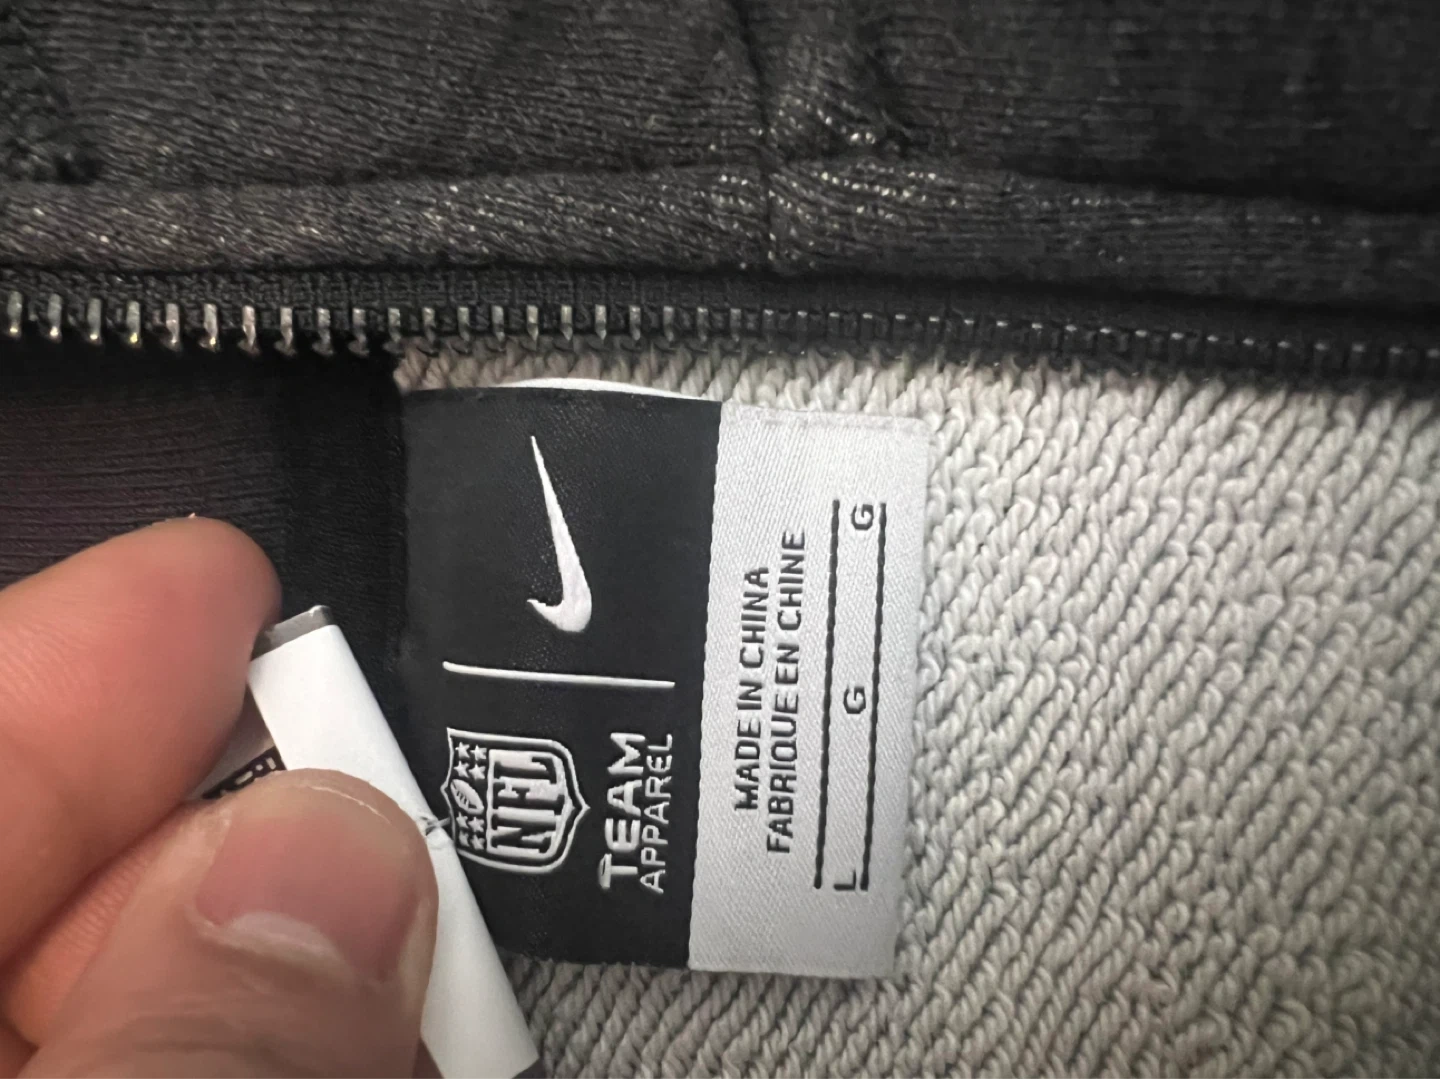 NFL
TEAM
APPAREL
MADE IN CHINA
FABRIQUE EN CHINE
L G G